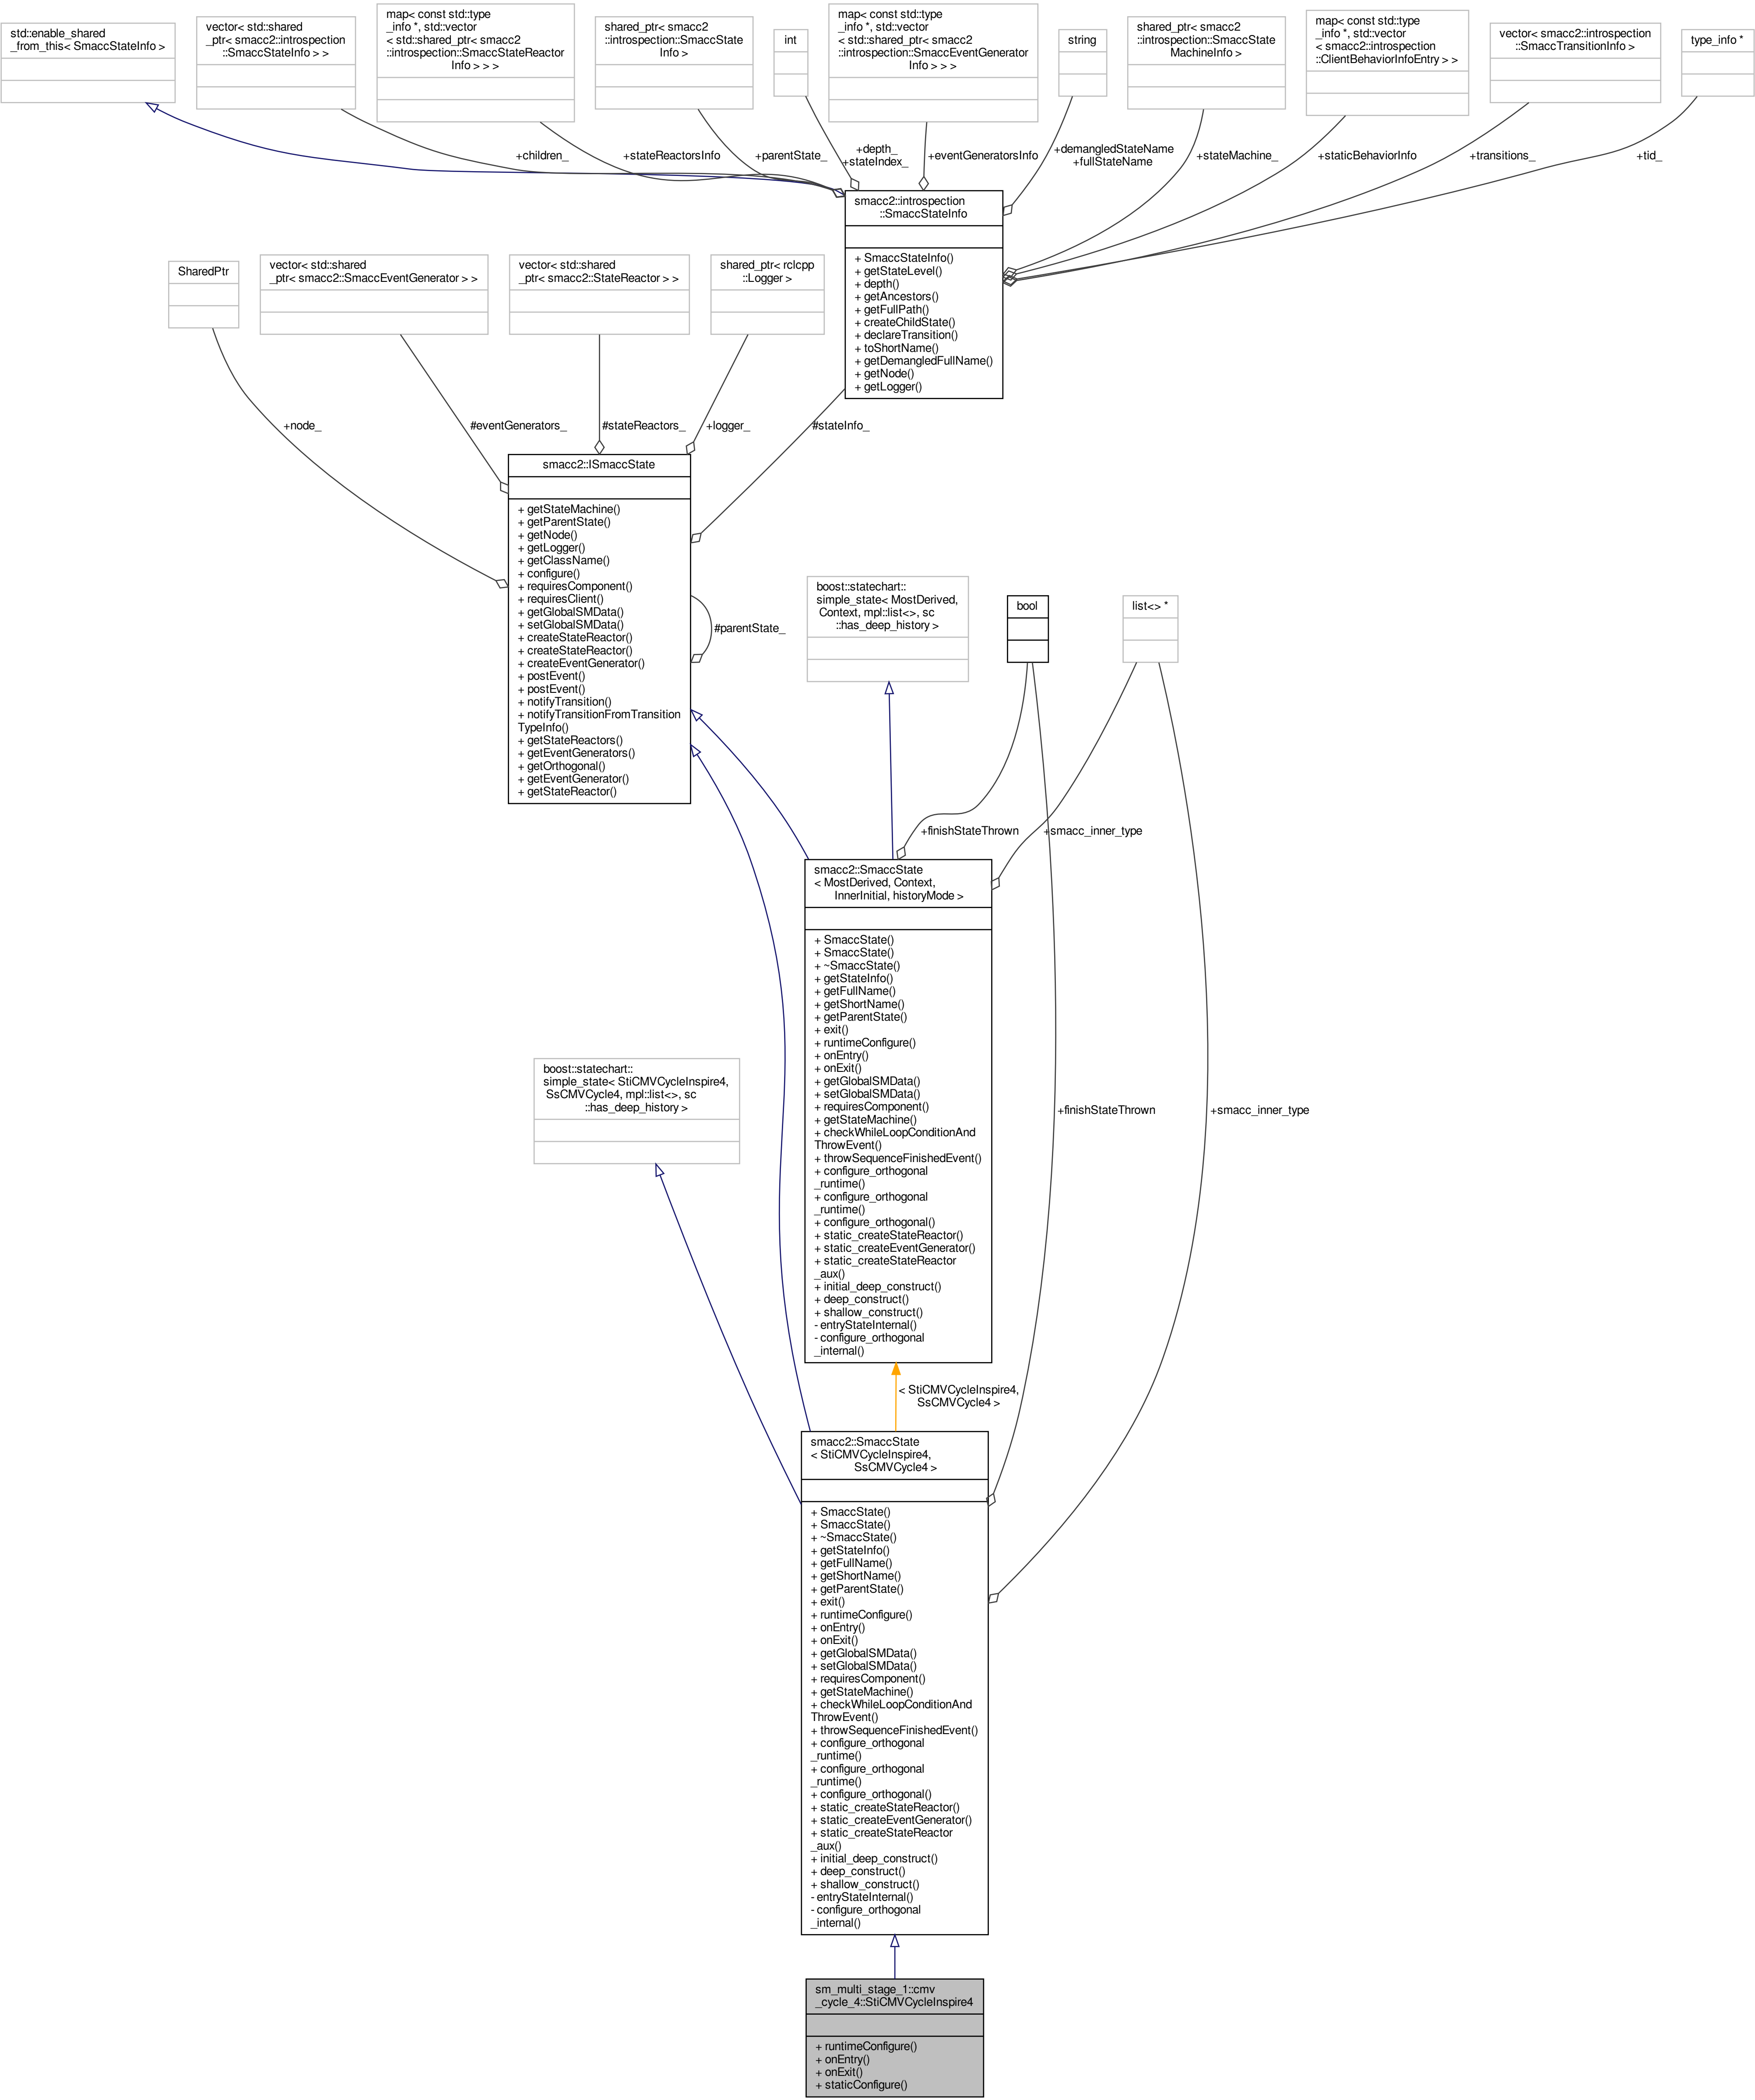 std::enable_shared
_from_this< SmaccStateInfo >
vector< std::shared
_ptr< smacc2::introspection
::SmaccStateInfo > >
map< const std::type
_info *, std::vector
< std::shared_ptr< smacc2
::introspection::SmaccStateReactor
Info > > >
shared_ptr< smacc2
::introspection::SmaccState
Info >
int
map< const std::type
_info *, std::vector
< std::shared_ptr< smacc2
::introspection::SmaccEventGenerator
Info > > >
string
shared_ptr< smacc2
::introspection::SmaccState
MachineInfo >
map< const std::type
_info *, std::vector
< smacc2::introspection
::ClientBehaviorInfoEntry > >
vector< smacc2::introspection
::SmaccTransitionInfo >
type_info *
+children_
+stateReactorsInfo
+parentState_
+depth_
+stateIndex_
+eventGeneratorsInfo
+demangledStateName
+fullStateName
+stateMachine_
+staticBehaviorInfo
+transitions_
+tid_
smacc2::introspection
::SmaccStateInfo
+ SmaccStateInfo()
+ getStateLevel()
+ depth()
+ getAncestors()
+ getFullPath()
+ createChildState()
+ declareTransition()
+ toShortName()
+ getDemangledFullName()
+ getNode()
+ getLogger()
SharedPtr
vector< std::shared
_ptr< smacc2::SmaccEventGenerator > >
vector< std::shared
_ptr< smacc2::StateReactor > >
shared_ptr< rclcpp
::Logger >
+node_
#eventGenerators_
#stateReactors_
+logger_
#stateInfo_
smacc2::ISmaccState
+ getStateMachine()
+ getParentState()
+ getNode()
+ getLogger()
+ getClassName()
+ configure()
+ requiresComponent()
+ requiresClient()
+ getGlobalSMData()
+ setGlobalSMData()
+ createStateReactor()
+ createStateReactor()
+ createEventGenerator()
+ postEvent()
+ postEvent()
+ notifyTransition()
+ notifyTransitionFromTransition
TypeInfo()
+ getStateReactors()
+ getEventGenerators()
+ getOrthogonal()
+ getEventGenerator()
+ getStateReactor()
#parentState_
boost::statechart::
simple_state< MostDerived,
Context, mpl::list<>, sc
::has_deep_history >
bool
list<> *
+finishStateThrown
+smacc_inner_type
smacc2::SmaccState
< MostDerived, Context,
InnerInitial, historyMode >
+ SmaccState()
+ SmaccState()
+ ~SmaccState()
+ getStateInfo()
+ getFullName()
+ getShortName()
+ getParentState()
+ exit()
+ runtimeConfigure()
+ onEntry()
+ onExit()
+ getGlobalSMData()
+ setGlobalSMData()
+ requiresComponent()
+ getStateMachine()
+ checkWhileLoopConditionAnd
ThrowEvent()
+ throwSequenceFinishedEvent()
+ configure_orthogonal
_runtime()
+ configure_orthogonal
_runtime()
+ configure_orthogonal()
+ static_createStateReactor()
+ static_createEventGenerator()
+ static_createStateReactor
_aux()
+ initial_deep_construct()
+ deep_construct()
+ shallow_construct()
- entryStateInternal()
- configure_orthogonal
_internal()
boost::statechart::
simple_state< StiCMVCycleInspire4,
SsCMVCycle4, mpl::list<>, sc
::has_deep_history >
+finishStateThrown
+smacc_inner_type
< StiCMVCycleInspire4,
SsCMVCycle4 >
smacc2::SmaccState
< StiCMVCycleInspire4,
SsCMVCycle4 >
+ SmaccState()
+ SmaccState()
+ ~SmaccState()
+ getStateInfo()
+ getFullName()
+ getShortName()
+ getParentState()
+ exit()
+ runtimeConfigure()
+ onEntry()
+ onExit()
+ getGlobalSMData()
+ setGlobalSMData()
+ requiresComponent()
+ getStateMachine()
+ checkWhileLoopConditionAnd
ThrowEvent()
+ throwSequenceFinishedEvent()
+ configure_orthogonal
_runtime()
+ configure_orthogonal
_runtime()
+ configure_orthogonal()
+ static_createStateReactor()
+ static_createEventGenerator()
+ static_createStateReactor
_aux()
+ initial_deep_construct()
+ deep_construct()
+ shallow_construct()
- entryStateInternal()
- configure_orthogonal
_internal()
sm_multi_stage_1::cmv
_cycle_4::StiCMVCycleInspire4
+ runtimeConfigure()
+ onEntry()
+ onExit()
+ staticConfigure()